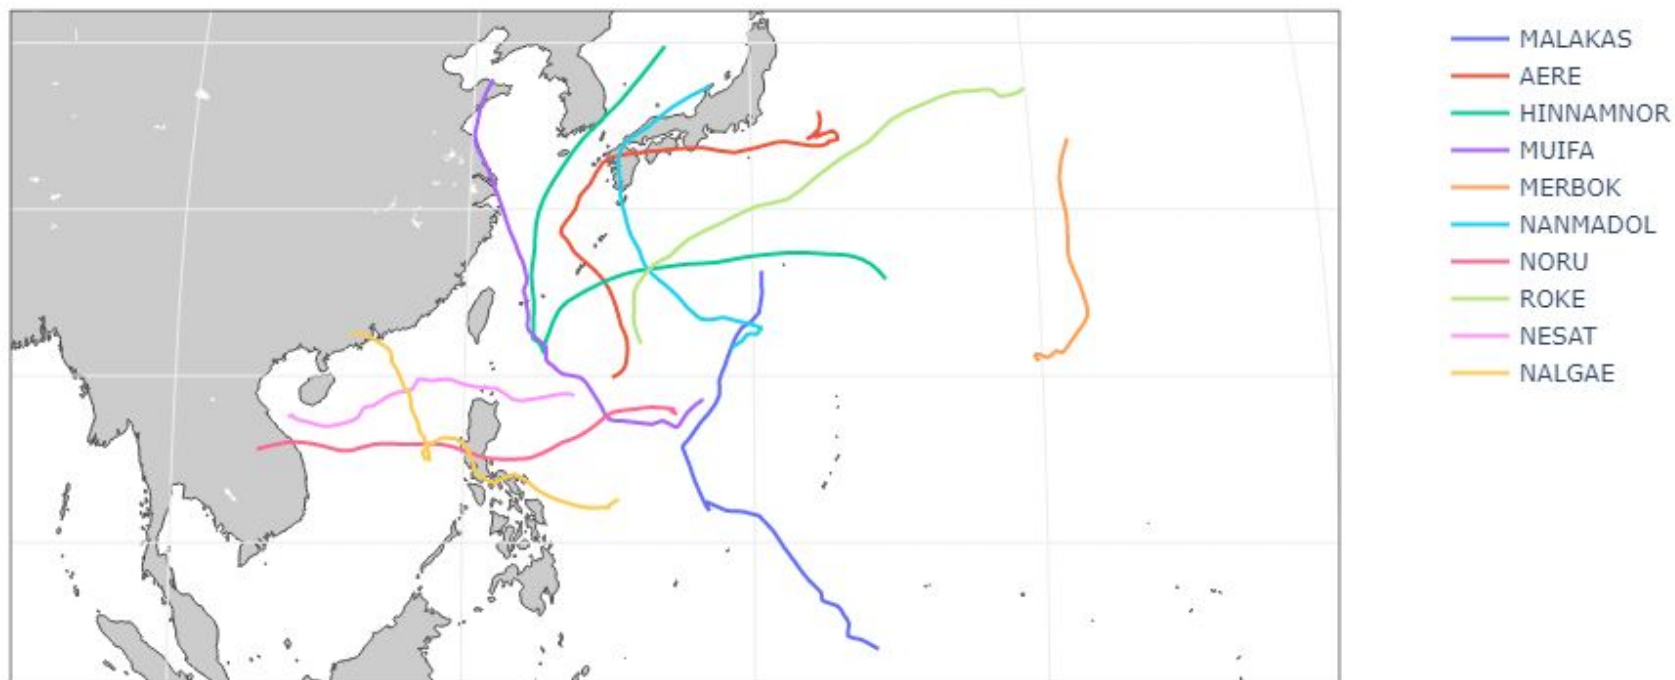 MALAKAS
AERE
HINNAMNOR
MUIFA
MERBOK
NANMADOL
NORU
ROKE
NESAT
NALGAE